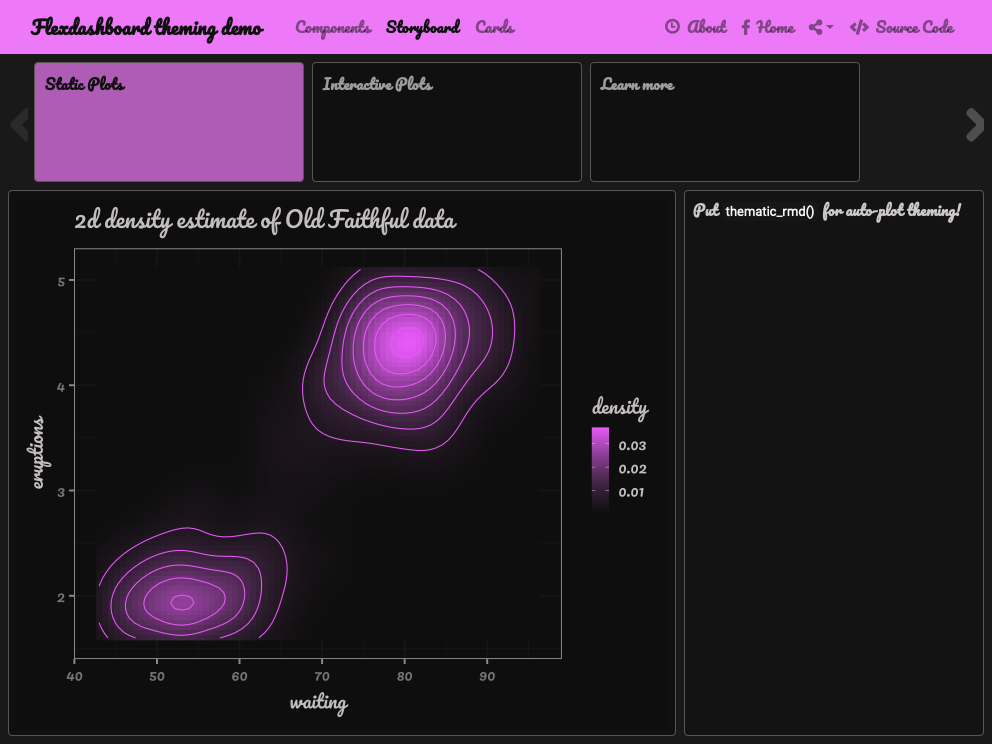 Flexdashboard theming demo Components Storyboard Cards About Home Source Code
Static Plots
Interactive Plots
Learn more
2d density estimate of Old Faithful data
Put thematic_rmd() for auto-plot theming!
5
4
3
2
eruptions
40 50 60 70 80 90
waiting
density
0.03
0.02
0.01